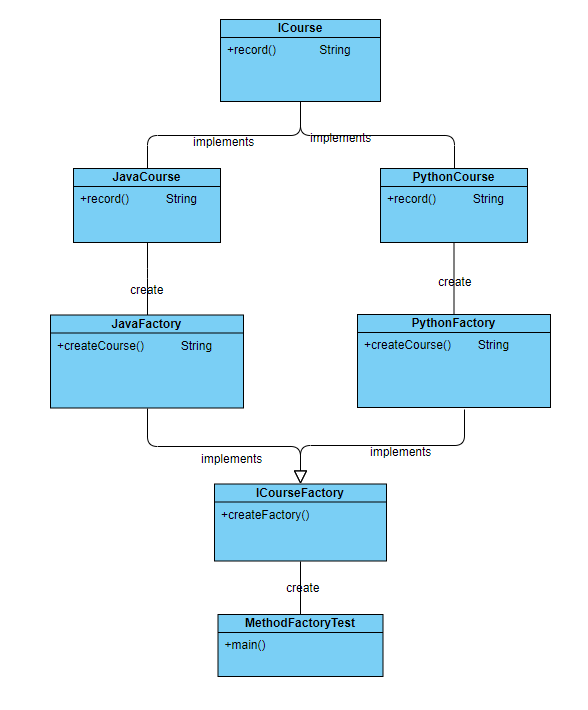 ICourse
+record() String
implements implements
JavaCourse PythonCourse
+record() String +record() String
create create
JavaFactory PythonFactory
+createCourse() String +createCourse() String
implements implements
ICourseFactory
+createFactory()
create
MethodFactoryTest
+main()